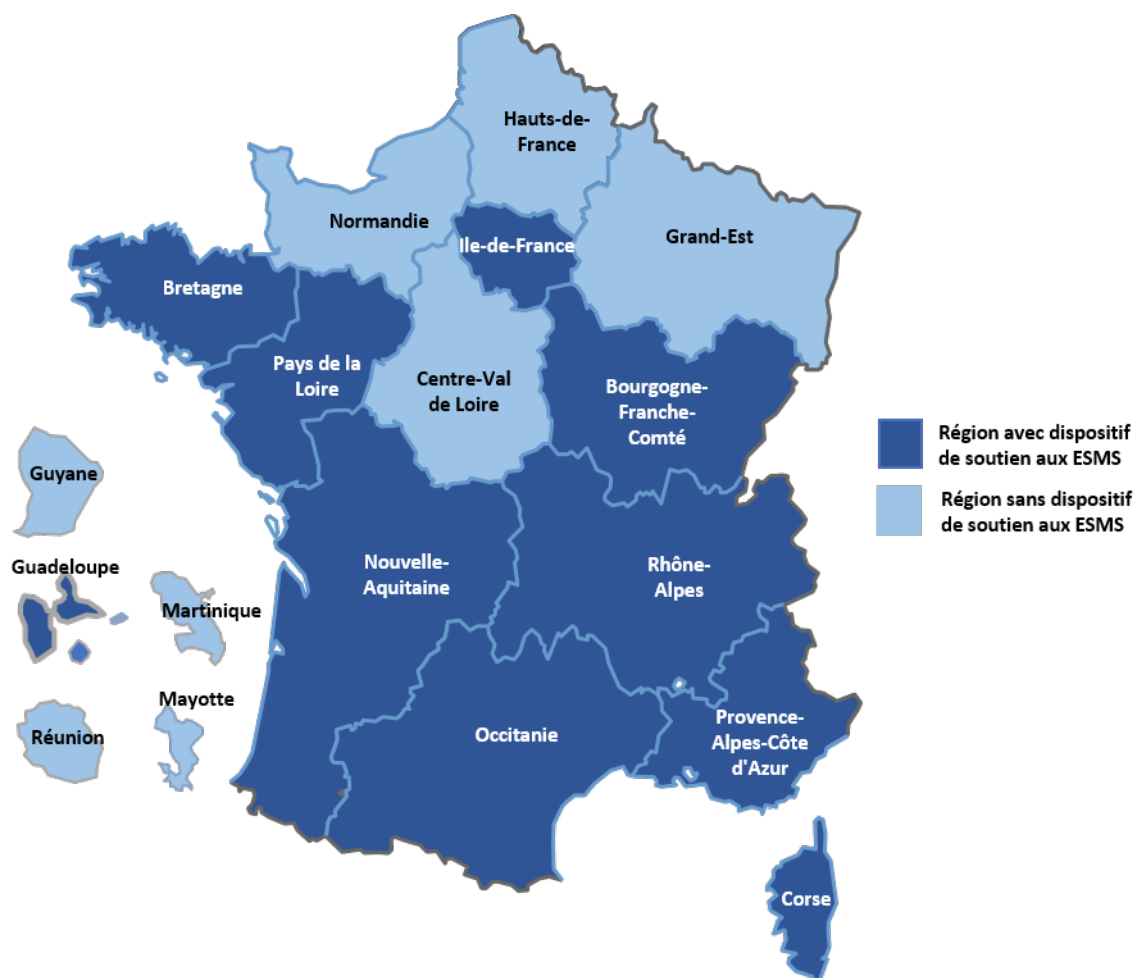 Hauts-de-
France
Normandie
Ile-de-France
Grand-Est
Bretagne
Pays de la
Loire
Centre-Val
de Loire
Bourgogne-
Franche-
Comté
Région avec dispositif
de soutien aux ESMS
Région sans dispositif
de soutien aux ESMS
Guyane
Guadeloupe
Martinique
Nouvelle-
Aquitaine
Rhône-
Alpes
Mayotte
Réunion
Occitanie
Provence-
Alpes-Côte
d'Azur
Corse